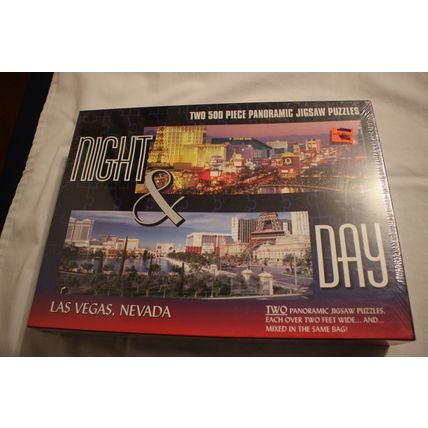 TWO 500 PIECE PANORAMIC JIGSAW PUZZLES
NIGHT
&
DAY
LAS VEGAS, NEVADA
TWO PANORAMIC JIGSAW PUZZLES,
EACH OVER TWO FEET WIDE... AND...
MIXED IN THE SAME BAG!